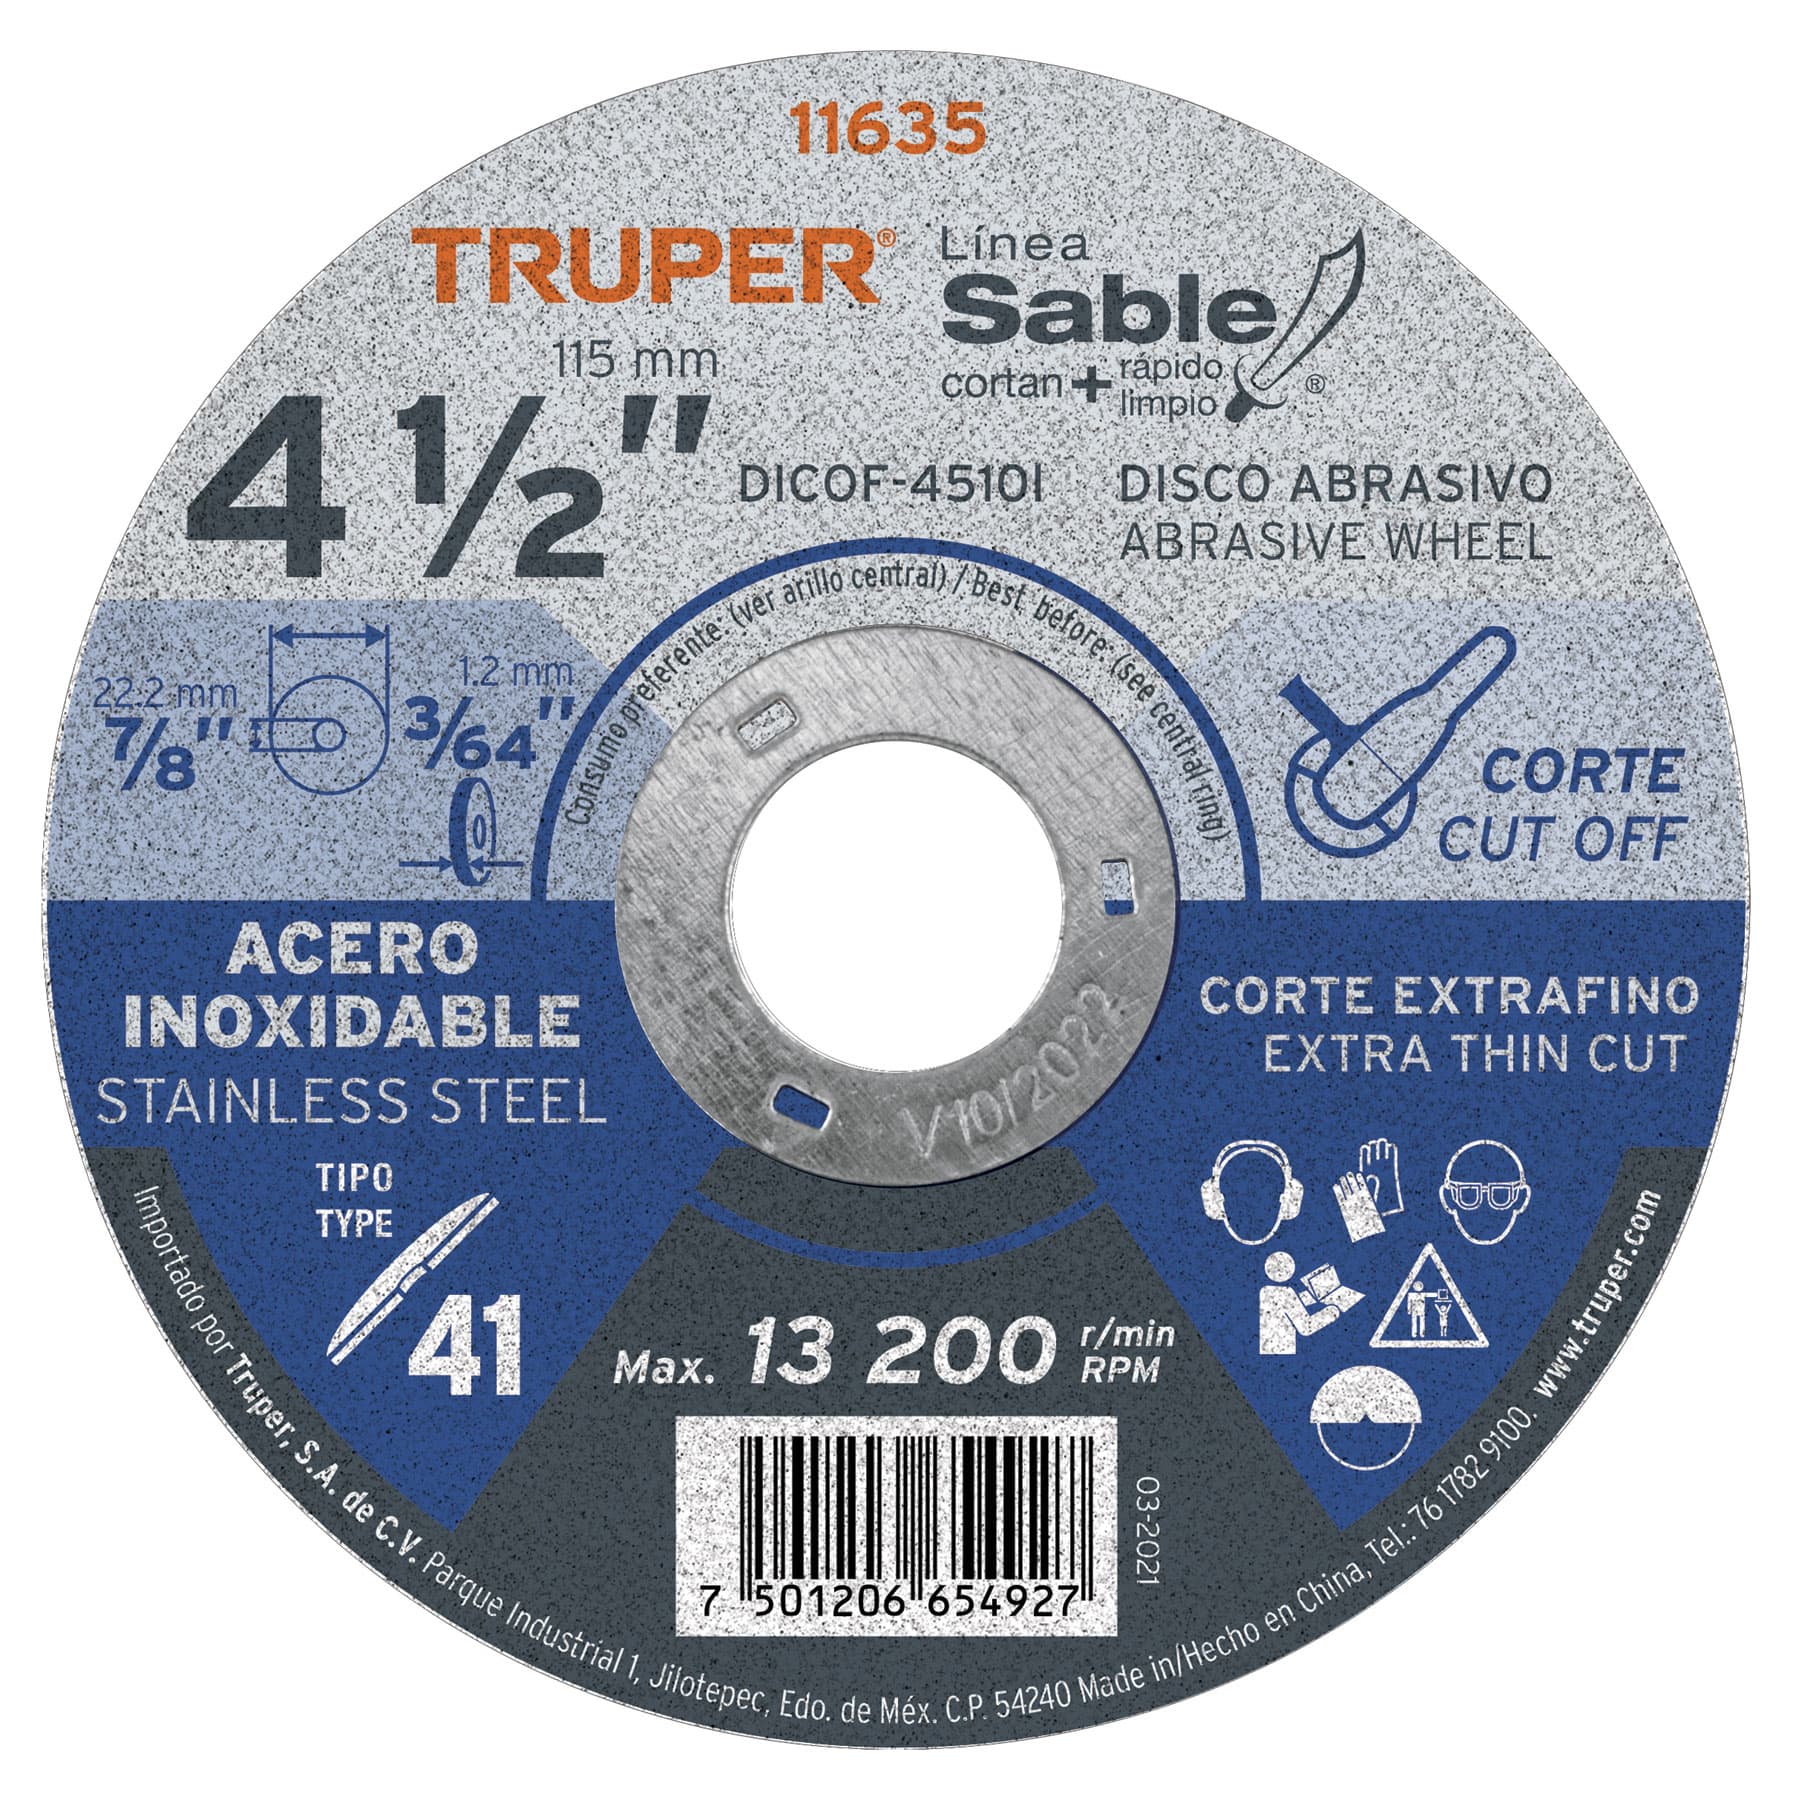 11635
TRUPER®
Línea
Sable
cortan + rápido
limpio ®
115 mm
4 1/2"
DICOF-4510I
DISCO ABRASIVO
ABRASIVE WHEEL
Consumo preferente: (ver arillo central) / Best before: (see central ring)
22.2 mm
7/8"
1.2 mm
3/64"
CORTE
CUT OFF
ACERO
INOXIDABLE
STAINLESS STEEL
CORTE EXTRAFINO
EXTRA THIN CUT
V10/2022
TIPO
TYPE
41
Max. 13 200 r/min
RPM
03-2021
7 501206 654927
Importado por Truper, S.A. de C.V. Parque Industrial 1, Jilotepec, Edo. de Méx. C.P. 54240 Made in/Hecho en China, Tel.: 76 1782 9100. www.truper.com